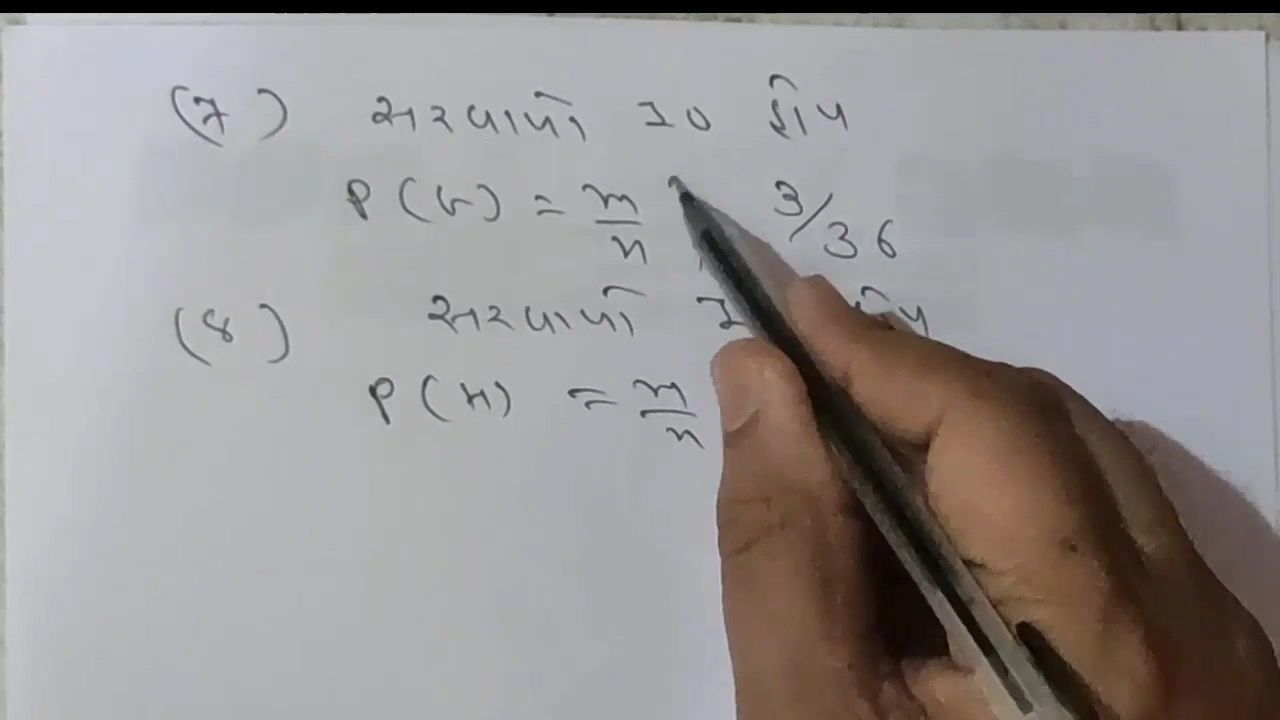 (7) સરવાળો 10 હોય
P(G) = m/n 3/36
(8) સરવાળો
P(H) = m/n